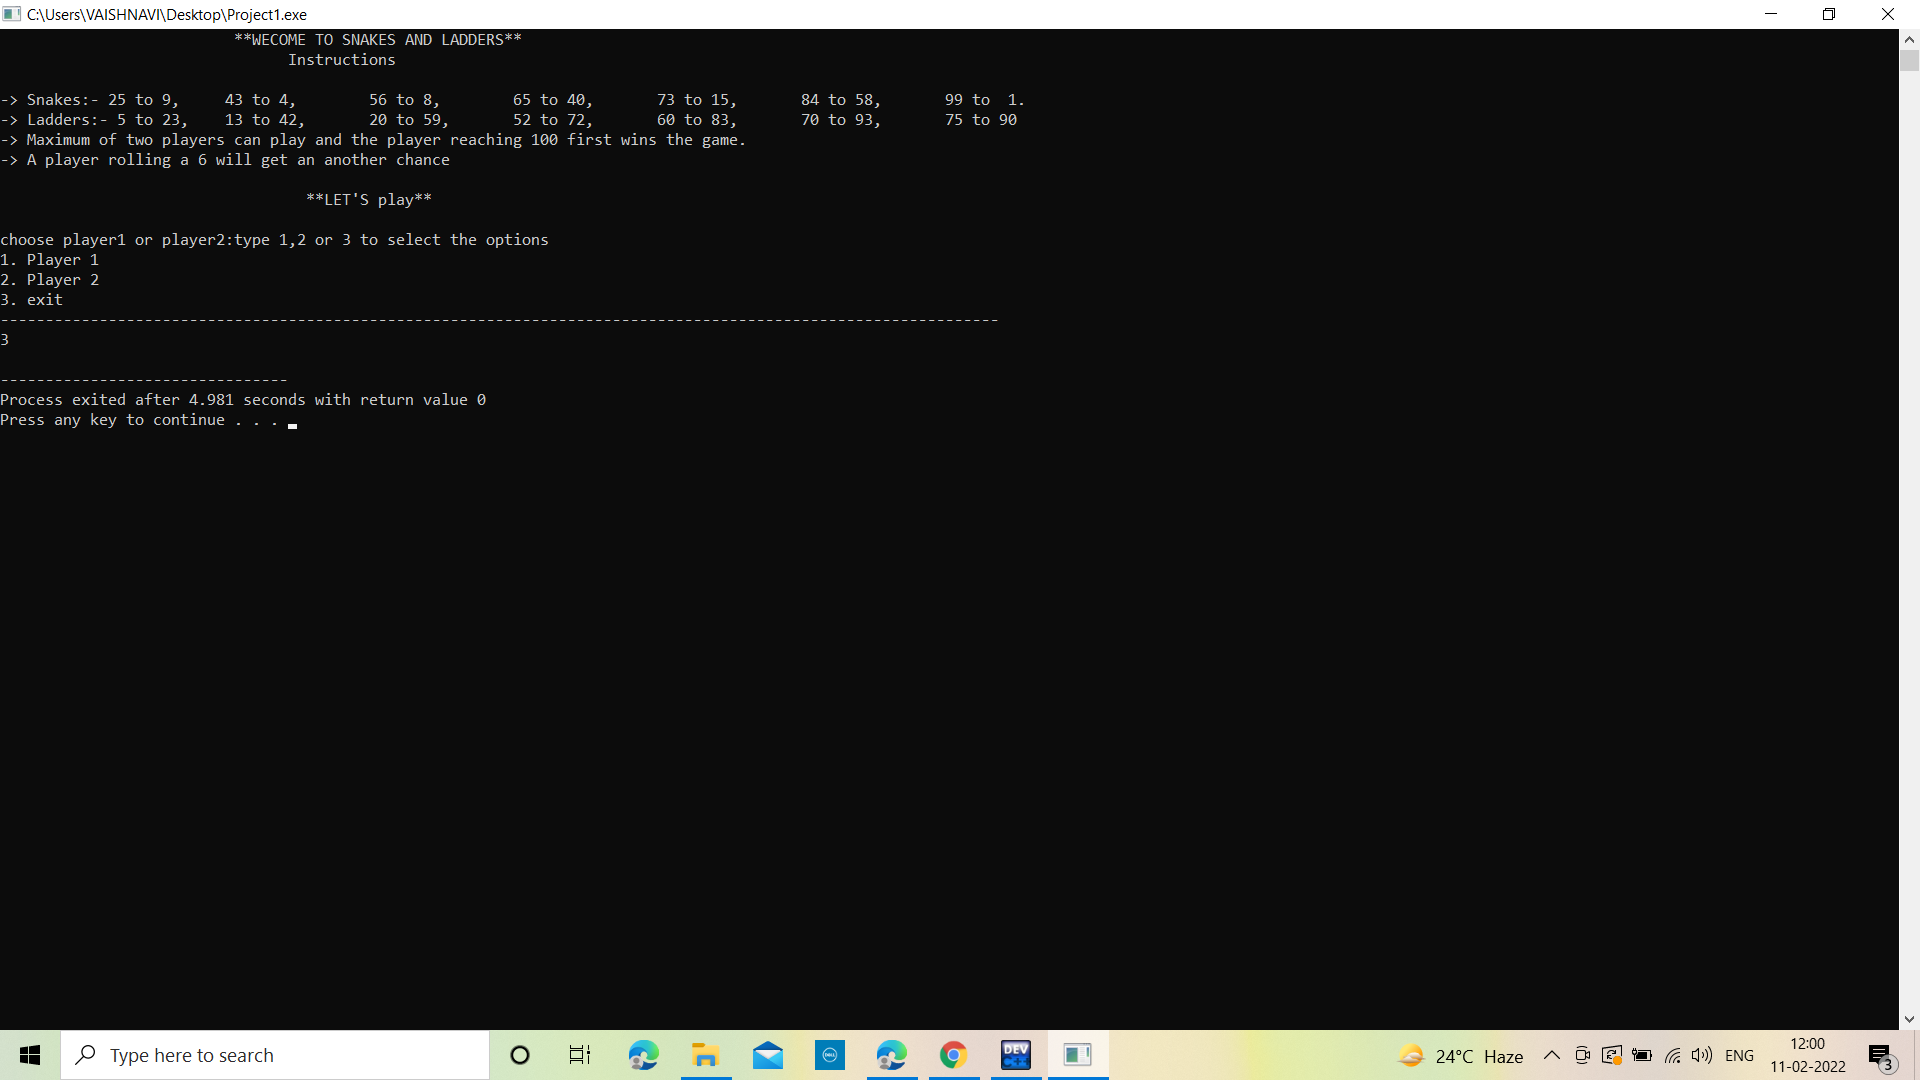 C:\Users\VAISHNAVI\Desktop\Project1.exe
**WECOME TO SNAKES AND LADDERS**
Instructions
-> Snakes:- 25 to 9, 43 to 4, 56 to 8, 65 to 40, 73 to 15, 84 to 58, 99 to 1.
-> Ladders:- 5 to 23, 13 to 42, 20 to 59, 52 to 72, 60 to 83, 70 to 93, 75 to 90
-> Maximum of two players can play and the player reaching 100 first wins the game.
-> A player rolling a 6 will get an another chance
**LET'S play**
choose player1 or player2:type 1,2 or 3 to select the options
1. Player 1
2. Player 2
3. exit
---------------------------------------------------------------------------------------------------------------
3
--------------------------------
Process exited after 4.981 seconds with return value 0
Press any key to continue . . .
Type here to search
DELL
DEV
C++
24°C Haze
ENG
12:00
11-02-2022
3